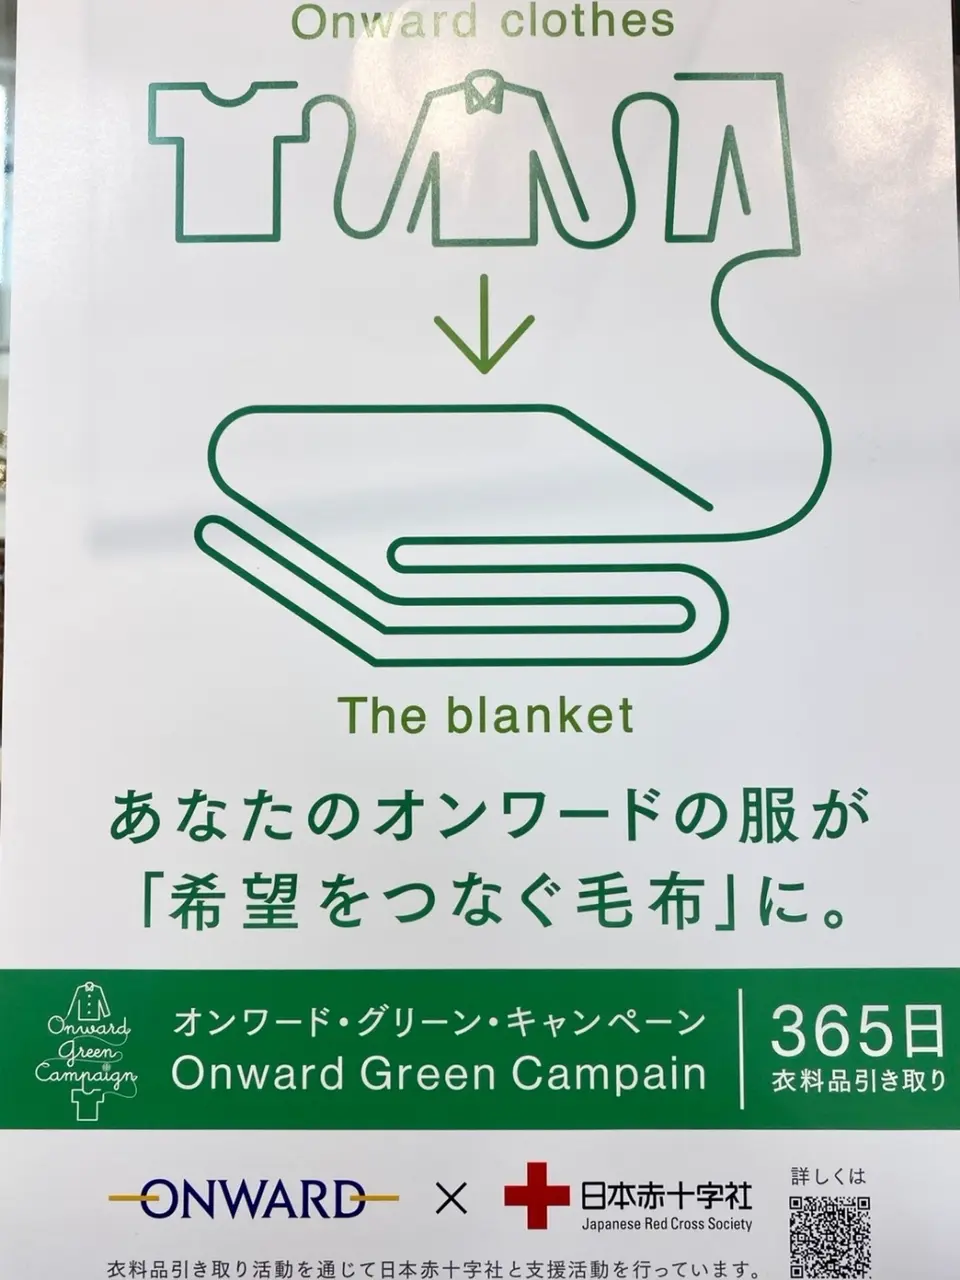 Onward clothes
The blanket
あなたのオンワードの服が
「希望をつなぐ毛布」に。
Onward
Green
Campaign
オンワード・グリーン・キャンペーン
Onward Green Campain
365日
衣料品引き取り
ONWARD × 日本赤十字社
Japanese Red Cross Society
詳しくは
衣料品引き取り活動を通じて日本赤十字社と支援活動を行っています。